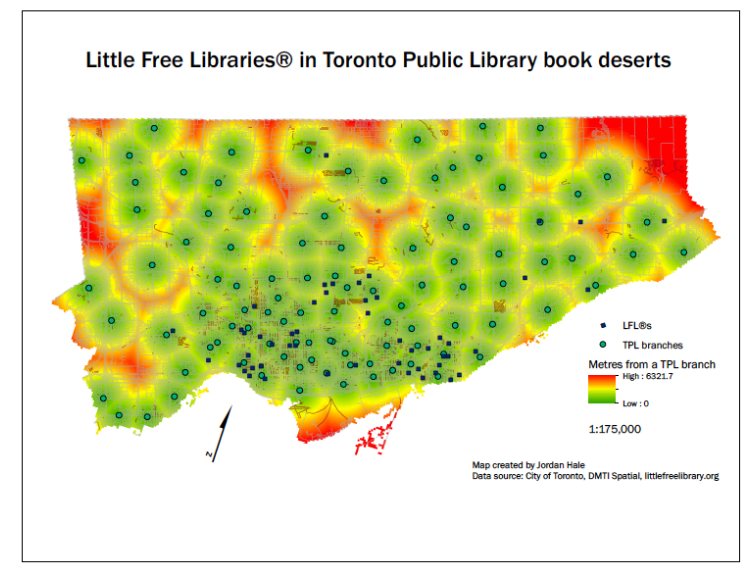 Little Free Libraries® in Toronto Public Library book deserts
LFL®s
TPL branches
Metres from a TPL branch
High : 6321.7
Low : 0
1:175,000
N
Map created by Jordan Hale
Data source: City of Toronto, DMTI Spatial, littlefreelibrary.org